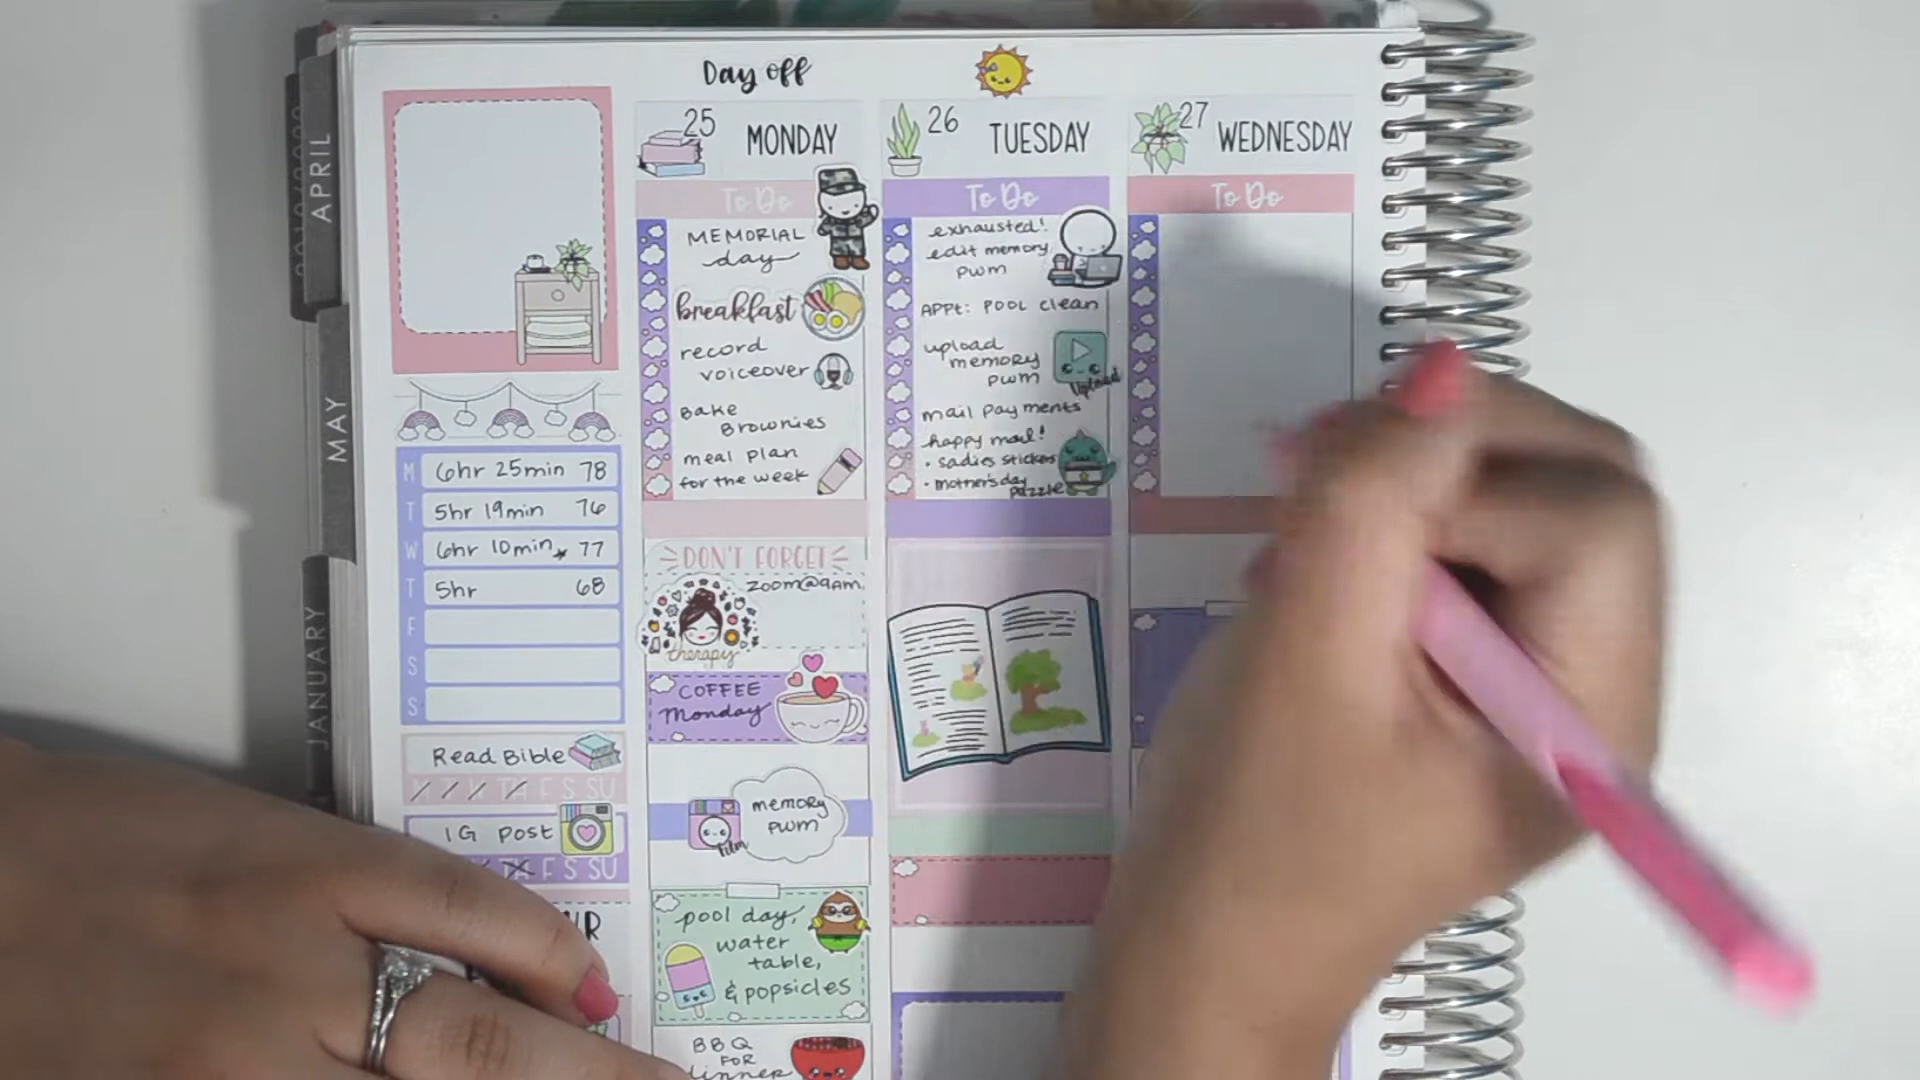 Day off
APRIL
MAY
JANUARY
M 6hr 25min 78
T 5hr 19min 76
W 6hr 10min 77
T 5hr 68
F
S
S
Read Bible
F S SU
IG post
F S SU
25 MONDAY
To Do
MEMORIAL
day
breakfast
record
voiceover
Bake
Brownies
meal plan
for the week
DON'T FORGET
zoom@9am
therapy
COFFEE
Monday
memory
pwm
film
pool day,
water
table,
& popsicles
BBQ
FOR
dinner
26 TUESDAY
To Do
exhausted!
edit memory
pwm
APPt: POOL clean
upload
memory
pwm
Upload
mail payments
happy mail!
• sadies stickers
• mother's day
puzzle
27 WEDNESDAY
To Do